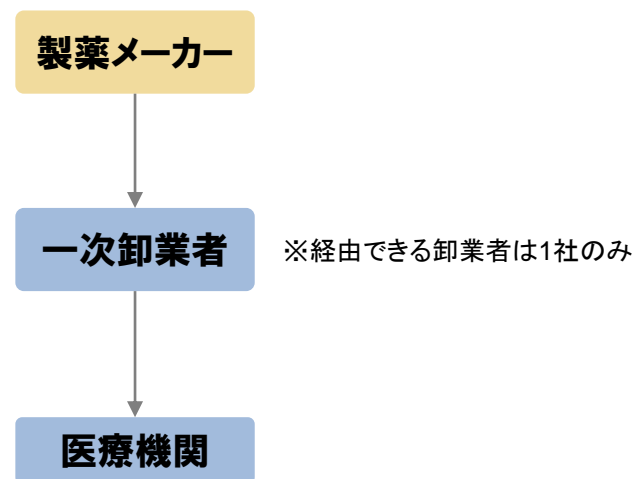 製薬メーカー
一次卸業者
※経由できる卸業者は1社のみ
医療機関